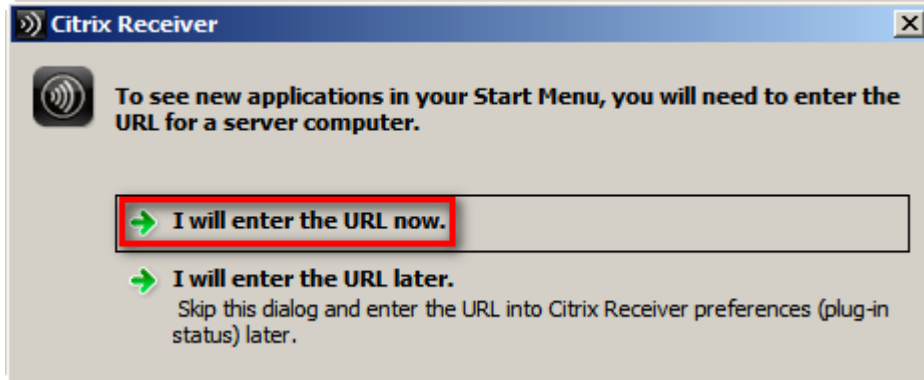 Citrix Receiver
To see new applications in your Start Menu, you will need to enter the
URL for a server computer.
I will enter the URL now.
I will enter the URL later.
Skip this dialog and enter the URL into Citrix Receiver preferences (plug-in
status) later.